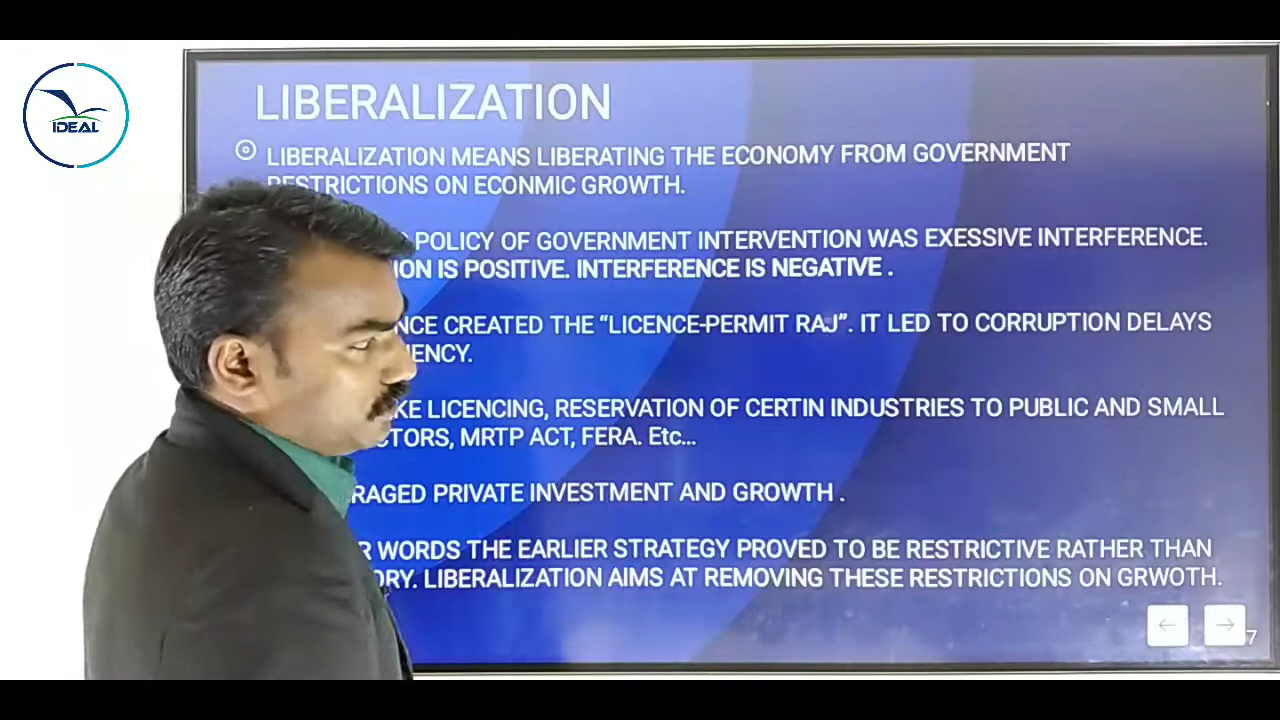 IDEAL
LIBERALIZATION
LIBERALIZATION MEANS LIBERATING THE ECONOMY FROM GOVERNMENT
RESTRICTIONS ON ECONMIC GROWTH.
POLICY OF GOVERNMENT INTERVENTION WAS EXESSIVE INTERFERENCE.
ION IS POSITIVE. INTERFERENCE IS NEGATIVE .
NCE CREATED THE “LICENCE-PERMIT RAJ”. IT LED TO CORRUPTION DELAYS
IENCY.
KE LICENCING, RESERVATION OF CERTIN INDUSTRIES TO PUBLIC AND SMALL
CTORS, MRTP ACT, FERA. Etc...
RAGED PRIVATE INVESTMENT AND GROWTH .
R WORDS THE EARLIER STRATEGY PROVED TO BE RESTRICTIVE RATHER THAN
ORY. LIBERALIZATION AIMS AT REMOVING THESE RESTRICTIONS ON GRWOTH.
7